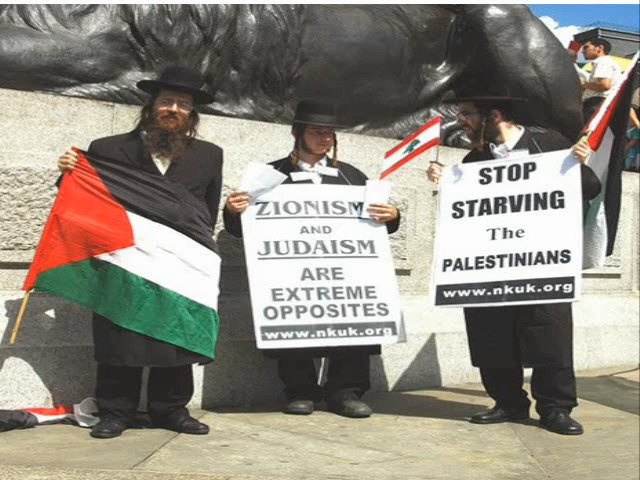 ZIONISM
AND
JUDAISM
ARE
EXTREME
OPPOSITES
www.nkuk.org
STOP
STARVING
The
PALESTINIANS
www.nkuk.org